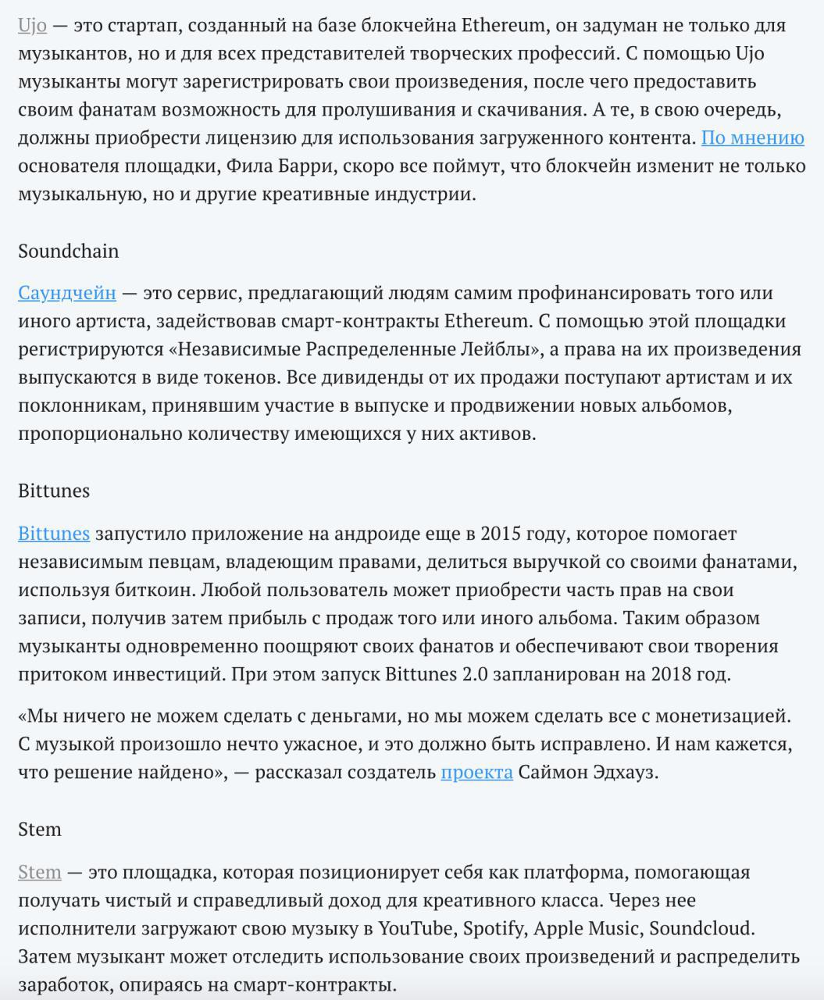 Ujo — это стартап, созданный на базе блокчейна Ethereum, он задуман не только для
музыкантов, но и для всех представителей творческих профессий. С помощью Ujo
музыканты могут зарегистрировать свои произведения, после чего предоставить
своим фанатам возможность для пролушивания и скачивания. А те, в свою очередь,
должны приобрести лицензию для использования загруженного контента. По мнению
основателя площадки, Фила Барри, скоро все поймут, что блокчейн изменит не только
музыкальную, но и другие креативные индустрии.
Soundchain
Саундчейн — это сервис, предлагающий людям самим профинансировать того или
иного артиста, задействовав смарт-контракты Ethereum. С помощью этой площадки
регистрируются «Независимые Распределенные Лейблы», а права на их произведения
выпускаются в виде токенов. Все дивиденды от их продажи поступают артистам и их
поклонникам, принявшим участие в выпуске и продвижении новых альбомов,
пропорционально количеству имеющихся у них активов.
Bittunes
Bittunes запустило приложение на андроиде еще в 2015 году, которое помогает
независимым певцам, владеющим правами, делиться выручкой со своими фанатами,
используя биткоин. Любой пользователь может приобрести часть прав на свои
записи, получив затем прибыль с продаж того или иного альбома. Таким образом
музыканты одновременно поощряют своих фанатов и обеспечивают свои творения
притоком инвестиций. При этом запуск Bittunes 2.0 запланирован на 2018 год.
«Мы ничего не можем сделать с деньгами, но мы можем сделать все с монетизацией.
С музыкой произошло нечто ужасное, и это должно быть исправлено. И нам кажется,
что решение найдено», — рассказал создатель проекта Саймон Эдхауз.
Stem
Stem — это площадка, которая позиционирует себя как платформа, помогающая
получать чистый и справедливый доход для креативного класса. Через нее
исполнители загружают свою музыку в YouTube, Spotify, Apple Music, Soundcloud.
Затем музыкант может отследить использование своих произведений и распределить
заработок, опираясь на смарт-контракты.